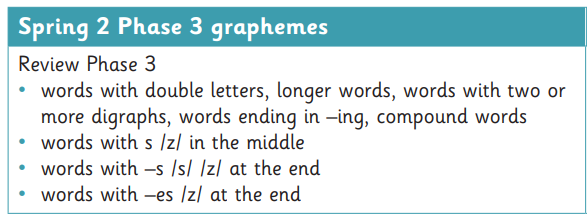 Spring 2 Phase 3 graphemes
Review Phase 3
• words with double letters, longer words, words with two or
more digraphs, words ending in –ing, compound words
• words with s /z/ in the middle
• words with –s /s/ /z/ at the end
• words with –es /z/ at the end